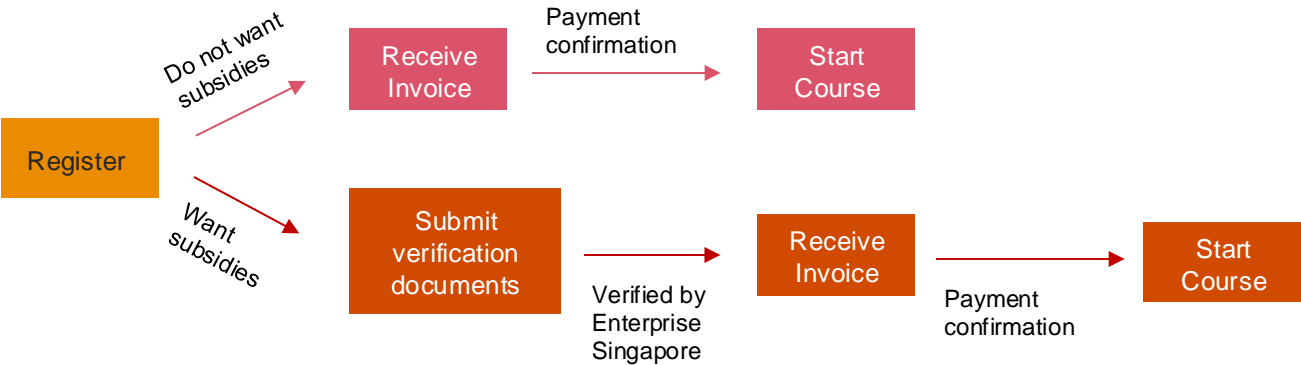 Register
Do not want
subsidies
Receive
Invoice
Payment
confirmation
Start
Course
Want
subsidies
Submit
verification
documents
Verified by
Enterprise
Singapore
Receive
Invoice
Payment
confirmation
Start
Course